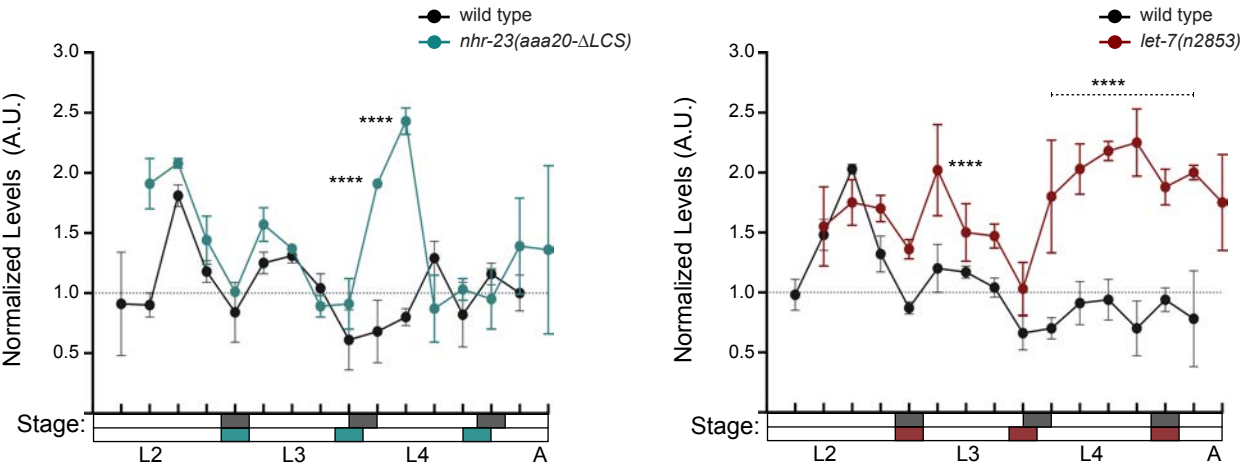 wild type
nhr-23(aaa20-ΔLCS)
Normalized Levels (A.U.)
3.0
2.5
2.0
1.5
1.0
0.5
****
****
Stage:
L2 L3 L4 A
wild type
let-7(n2853)
Normalized Levels (A.U.)
3.0
2.5
2.0
1.5
1.0
0.5
****
****
Stage:
L2 L3 L4 A